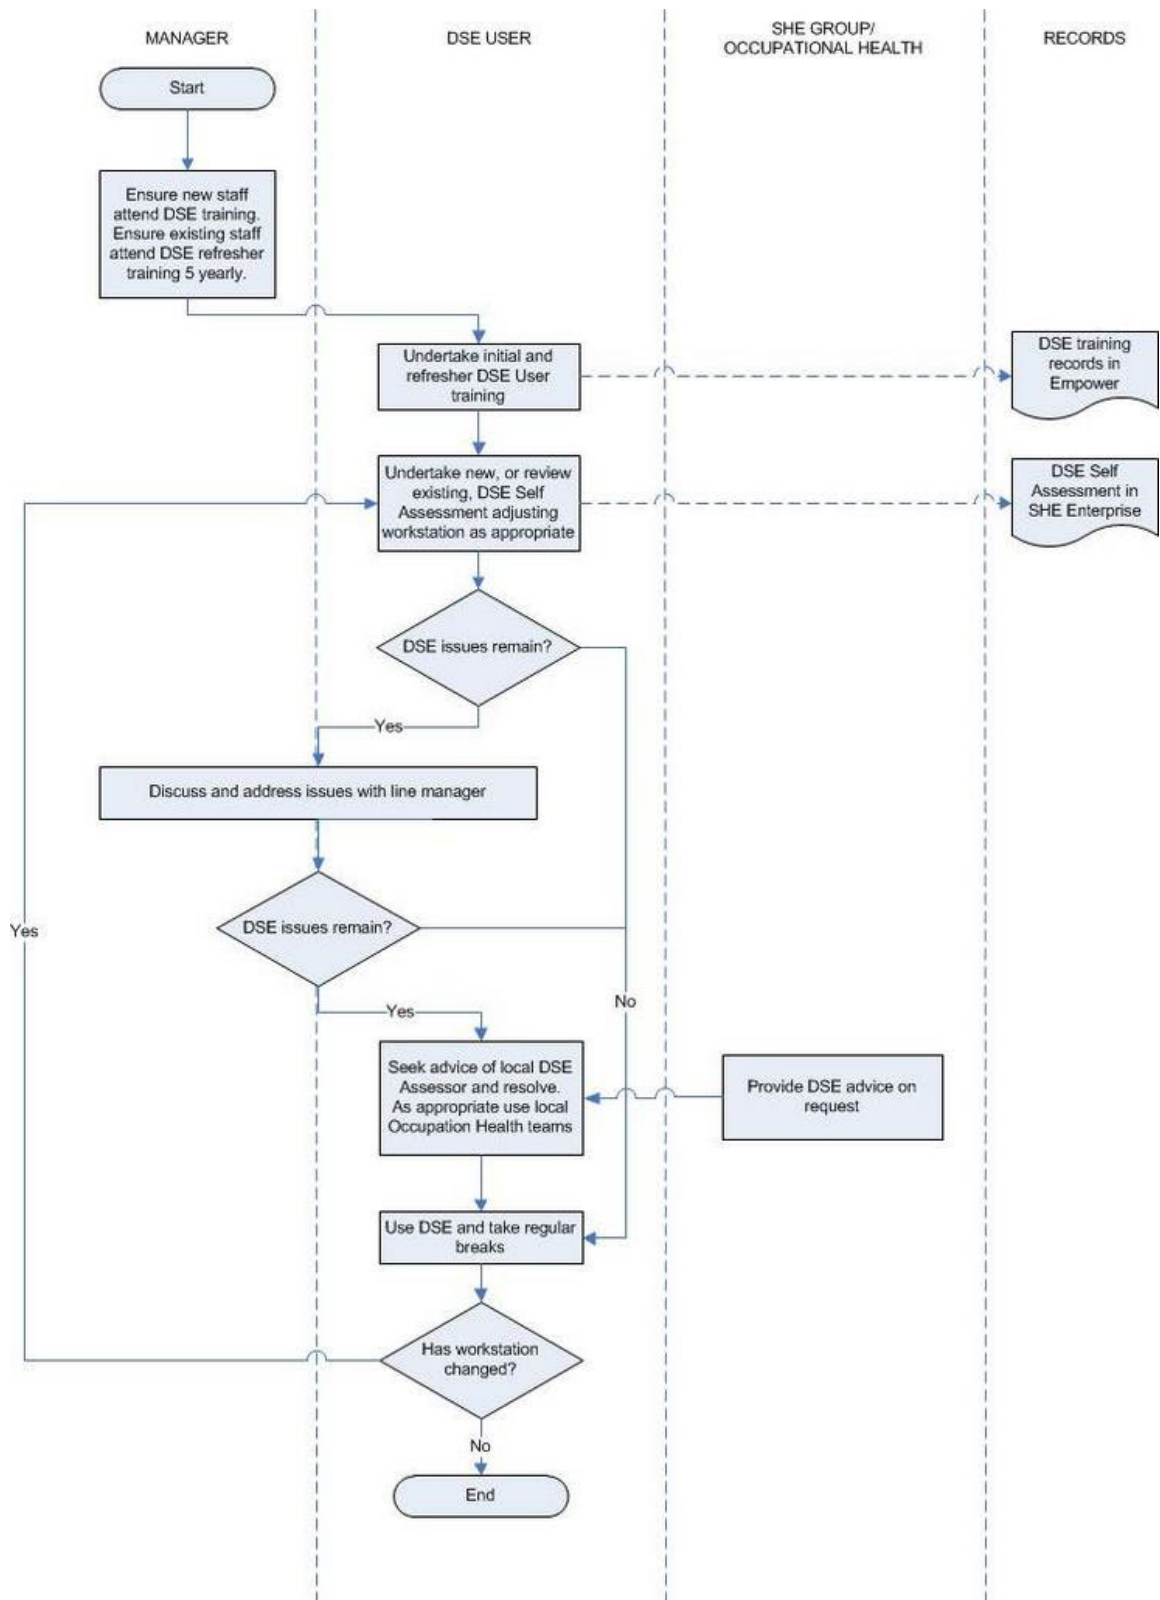 MANAGER
DSE USER
SHE GROUP/
OCCUPATIONAL HEALTH
RECORDS
Start
Ensure new staff
attend DSE training.
Ensure existing staff
attend DSE refresher
training 5 yearly.
Undertake initial and
refresher DSE User
training
DSE training
records in
Empower
Undertake new, or review
existing, DSE Self
Assessment adjusting
workstation as appropriate
DSE Self
Assessment in
SHE Enterprise
DSE issues remain?
Yes
Discuss and address issues with line manager
DSE issues remain?
Yes
No
Yes
Seek advice of local DSE
Assessor and resolve.
As appropriate use local
Occupation Health teams
Provide DSE advice on
request
Use DSE and take regular
breaks
Has workstation
changed?
No
End